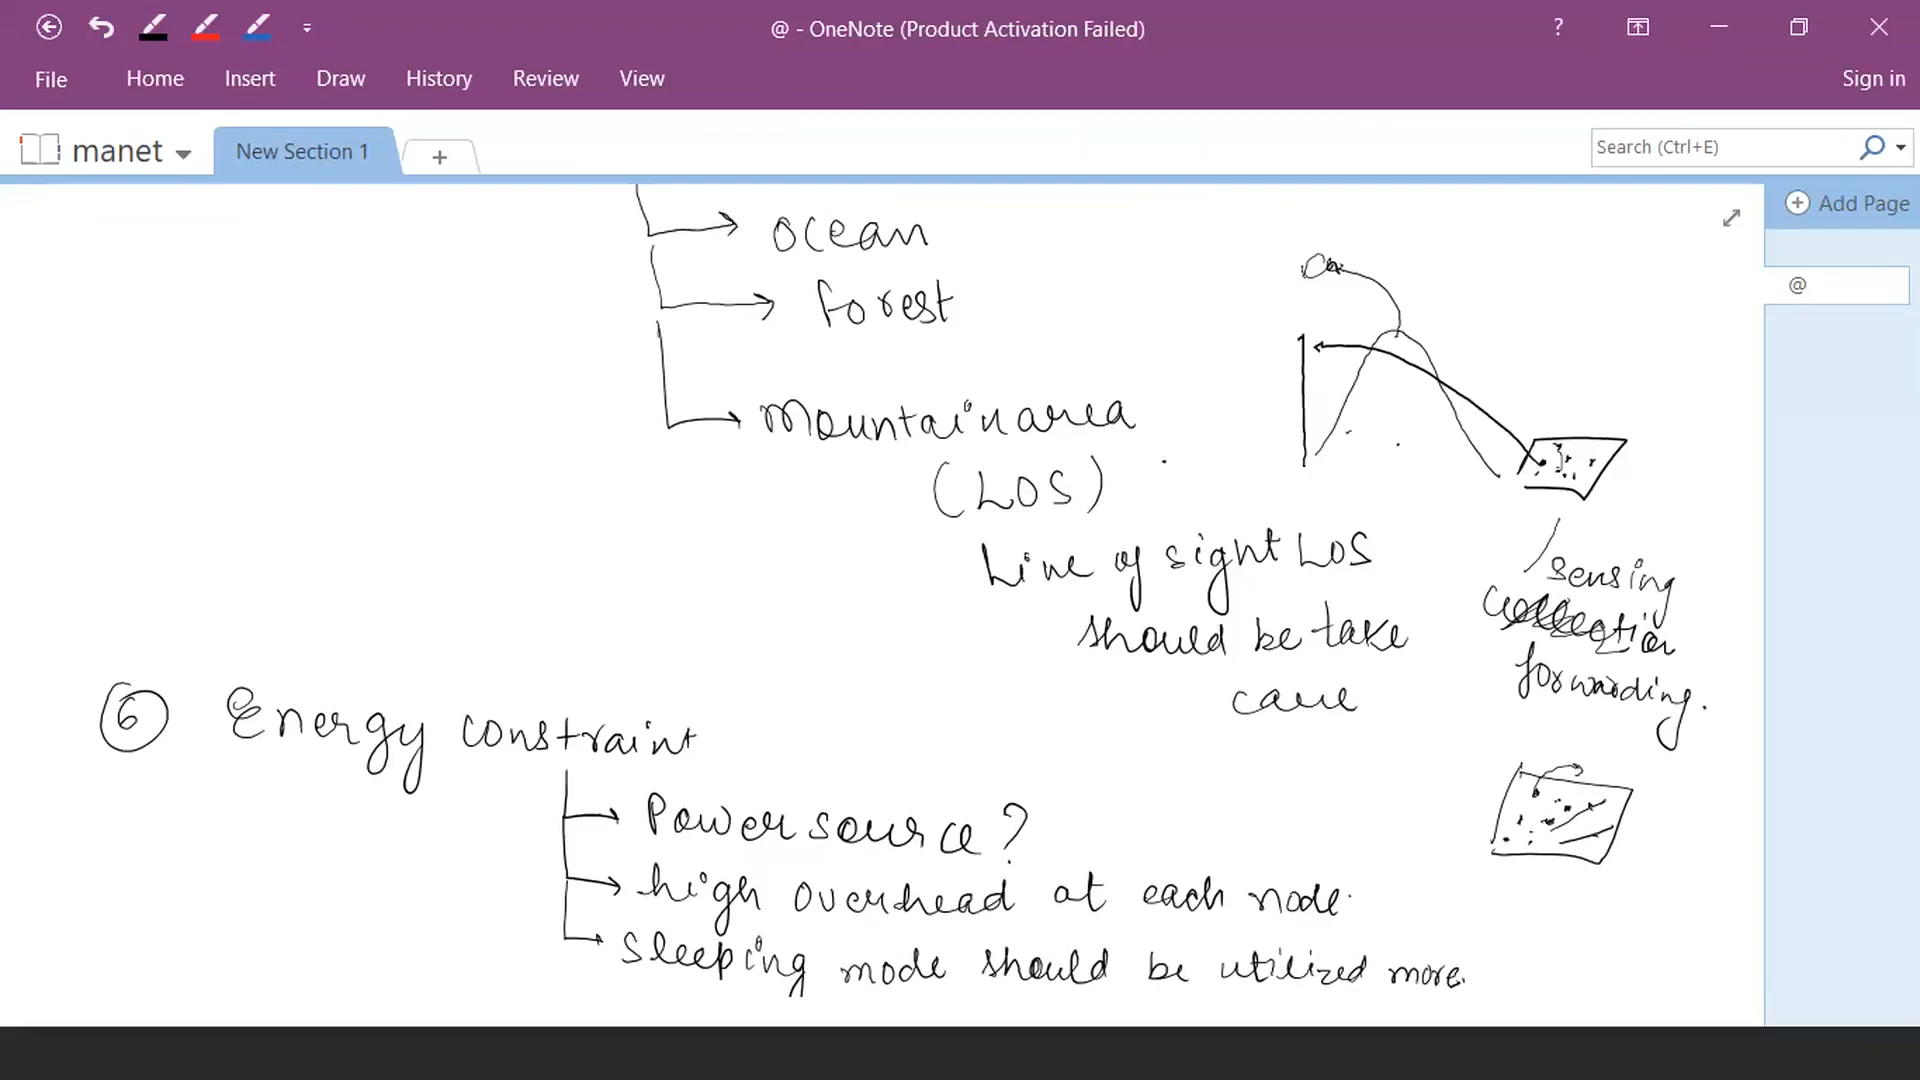 @ - OneNote (Product Activation Failed)
?
File Home Insert Draw History Review View Sign in
manet New Section 1 + Search (Ctrl+E)
Add Page
@
ocean
forest
Mountain area
(LOS)
Line of sight LOS
should be take
care
sensing
collection
forwarding.
6 Energy constraint
Power source?
high overhead at each node.
Sleeping mode should be utilized more.